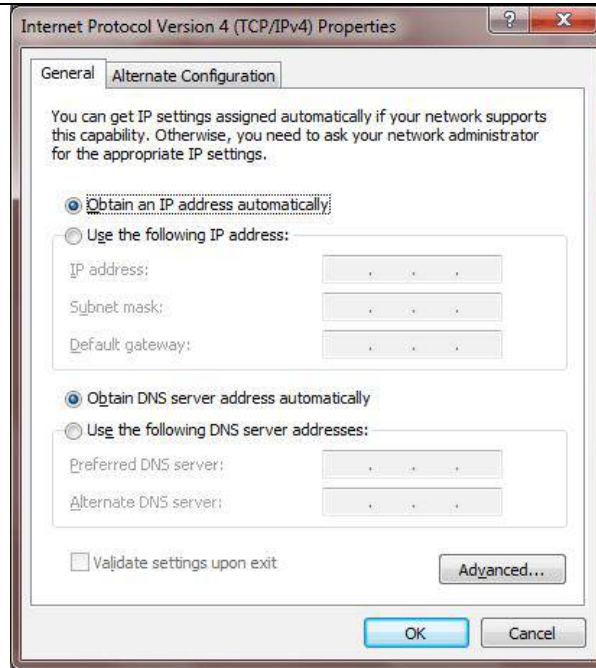 Internet Protocol Version 4 (TCP/IPv4) Properties
General
Alternate Configuration
You can get IP settings assigned automatically if your network supports
this capability. Otherwise, you need to ask your network administrator
for the appropriate IP settings.
Obtain an IP address automatically
Use the following IP address:
IP address:
Subnet mask:
Default gateway:
Obtain DNS server address automatically
Use the following DNS server addresses:
Preferred DNS server:
Alternate DNS server:
Validate settings upon exit
Advanced...
OK
Cancel